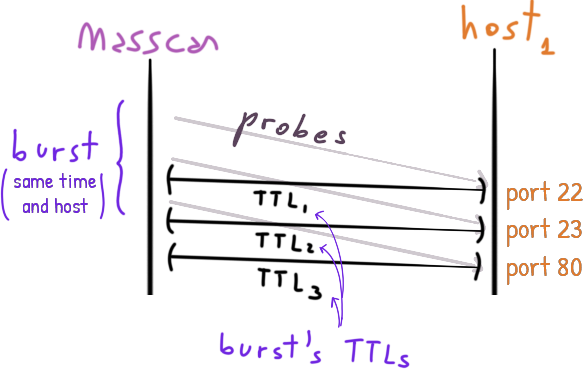 Masscan
host1
probes
burst
(same time
and host)
TTL1
port 22
TTL2
port 23
TTL3
port 80
burst's TTLs